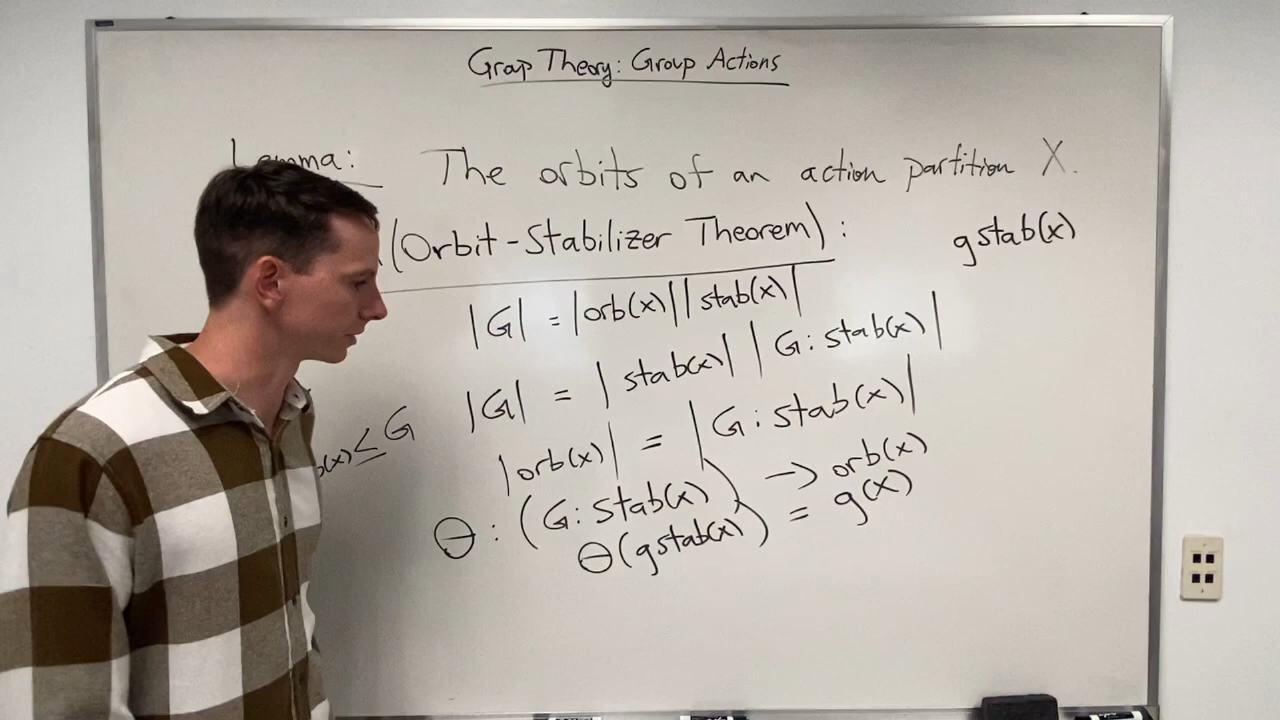 Grap Theory: Group Actions
Lemma: The orbits of an action partition X.
(Orbit-Stabilizer Theorem):
gstab(x)
|G| = |orb(x)||stab(x)|
|G| = |stab(x)| |G:stab(x)|
(x) ≤ G
|orb(x)| = |G:stab(x)|
Θ : (G:stab(x)) → orb(x)
Θ(gstab(x)) = g(x)